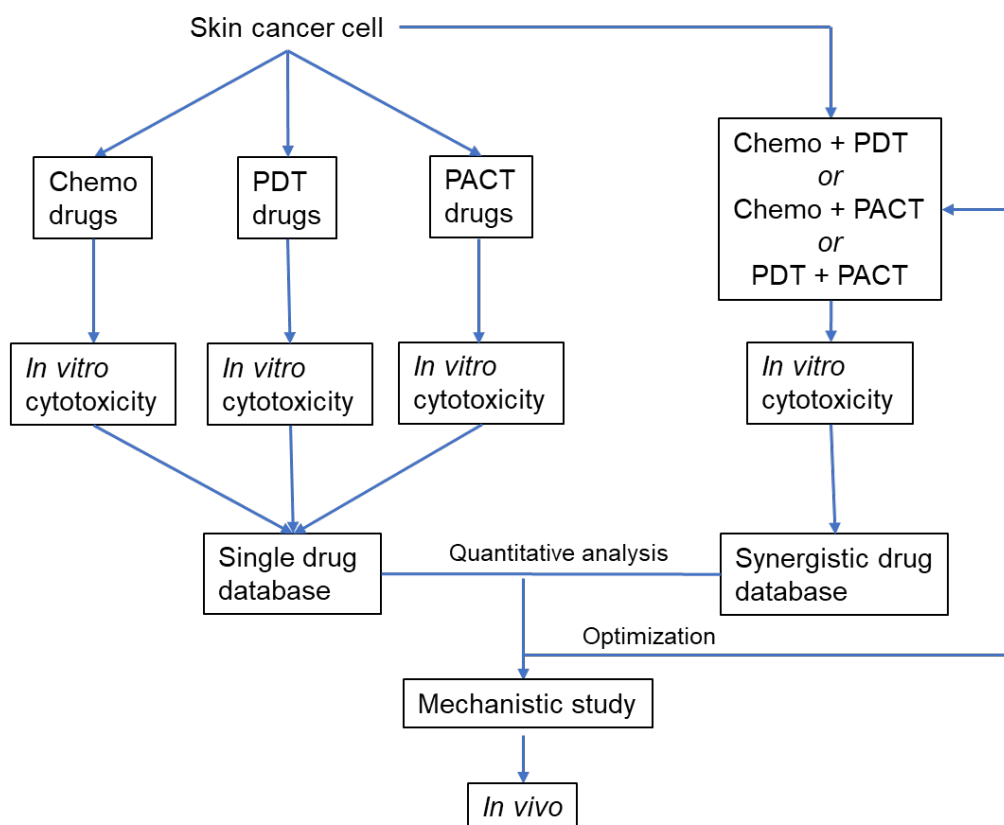 Skin cancer cell
Chemo
drugs
PDT
drugs
PACT
drugs
Chemo + PDT
or
Chemo + PACT
or
PDT + PACT
In vitro
cytotoxicity
In vitro
cytotoxicity
In vitro
cytotoxicity
In vitro
cytotoxicity
Single drug
database
Quantitative analysis
Synergistic drug
database
Optimization
Mechanistic study
In vivo